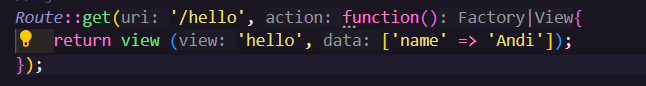 Route::get(uri: '/hello', action: function(): Factory|View{
return view (view: 'hello', data: ['name' => 'Andi']);
});